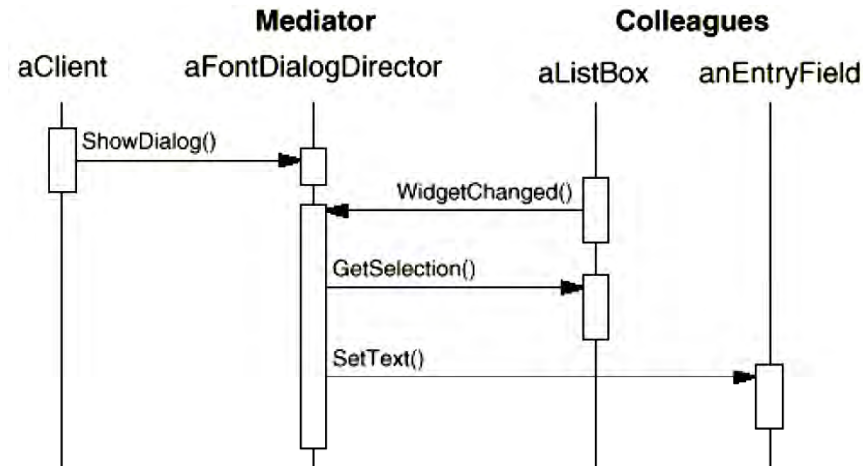 Mediator Colleagues
aClient aFontDialogDirector aListBox anEntryField
ShowDialog()
WidgetChanged()
GetSelection()
SetText()